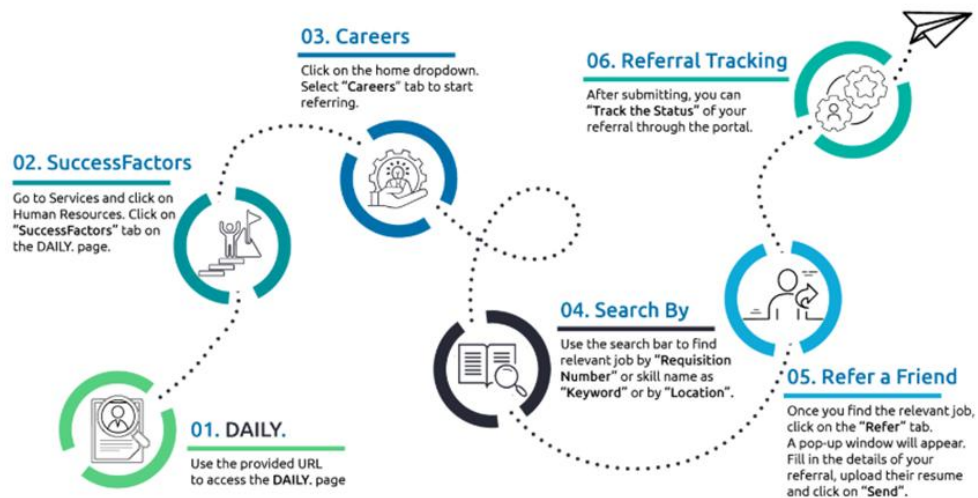 01. DAILY.
Use the provided URL
to access the DAILY. page
02. SuccessFactors
Go to Services and click on
Human Resources. Click on
"SuccessFactors" tab on
the DAILY. page.
03. Careers
Click on the home dropdown.
Select "Careers" tab to start
referring.
04. Search By
Use the search bar to find
relevant job by "Requisition
Number" or skill name as
"Keyword" or by "Location".
05. Refer a Friend
Once you find the relevant job,
click on the "Refer" tab.
A pop-up window will appear.
Fill in the details of your
referral, upload their resume
and click on "Send".
06. Referral Tracking
After submitting, you can
"Track the Status" of your
referral through the portal.